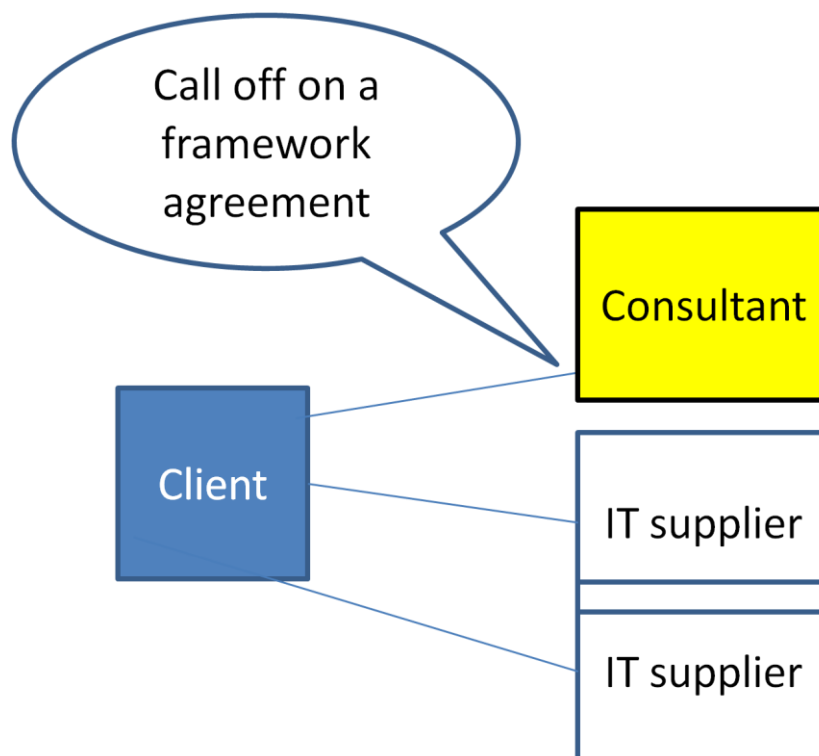 Call off on a
framework
agreement
Consultant
Client
IT supplier
IT supplier